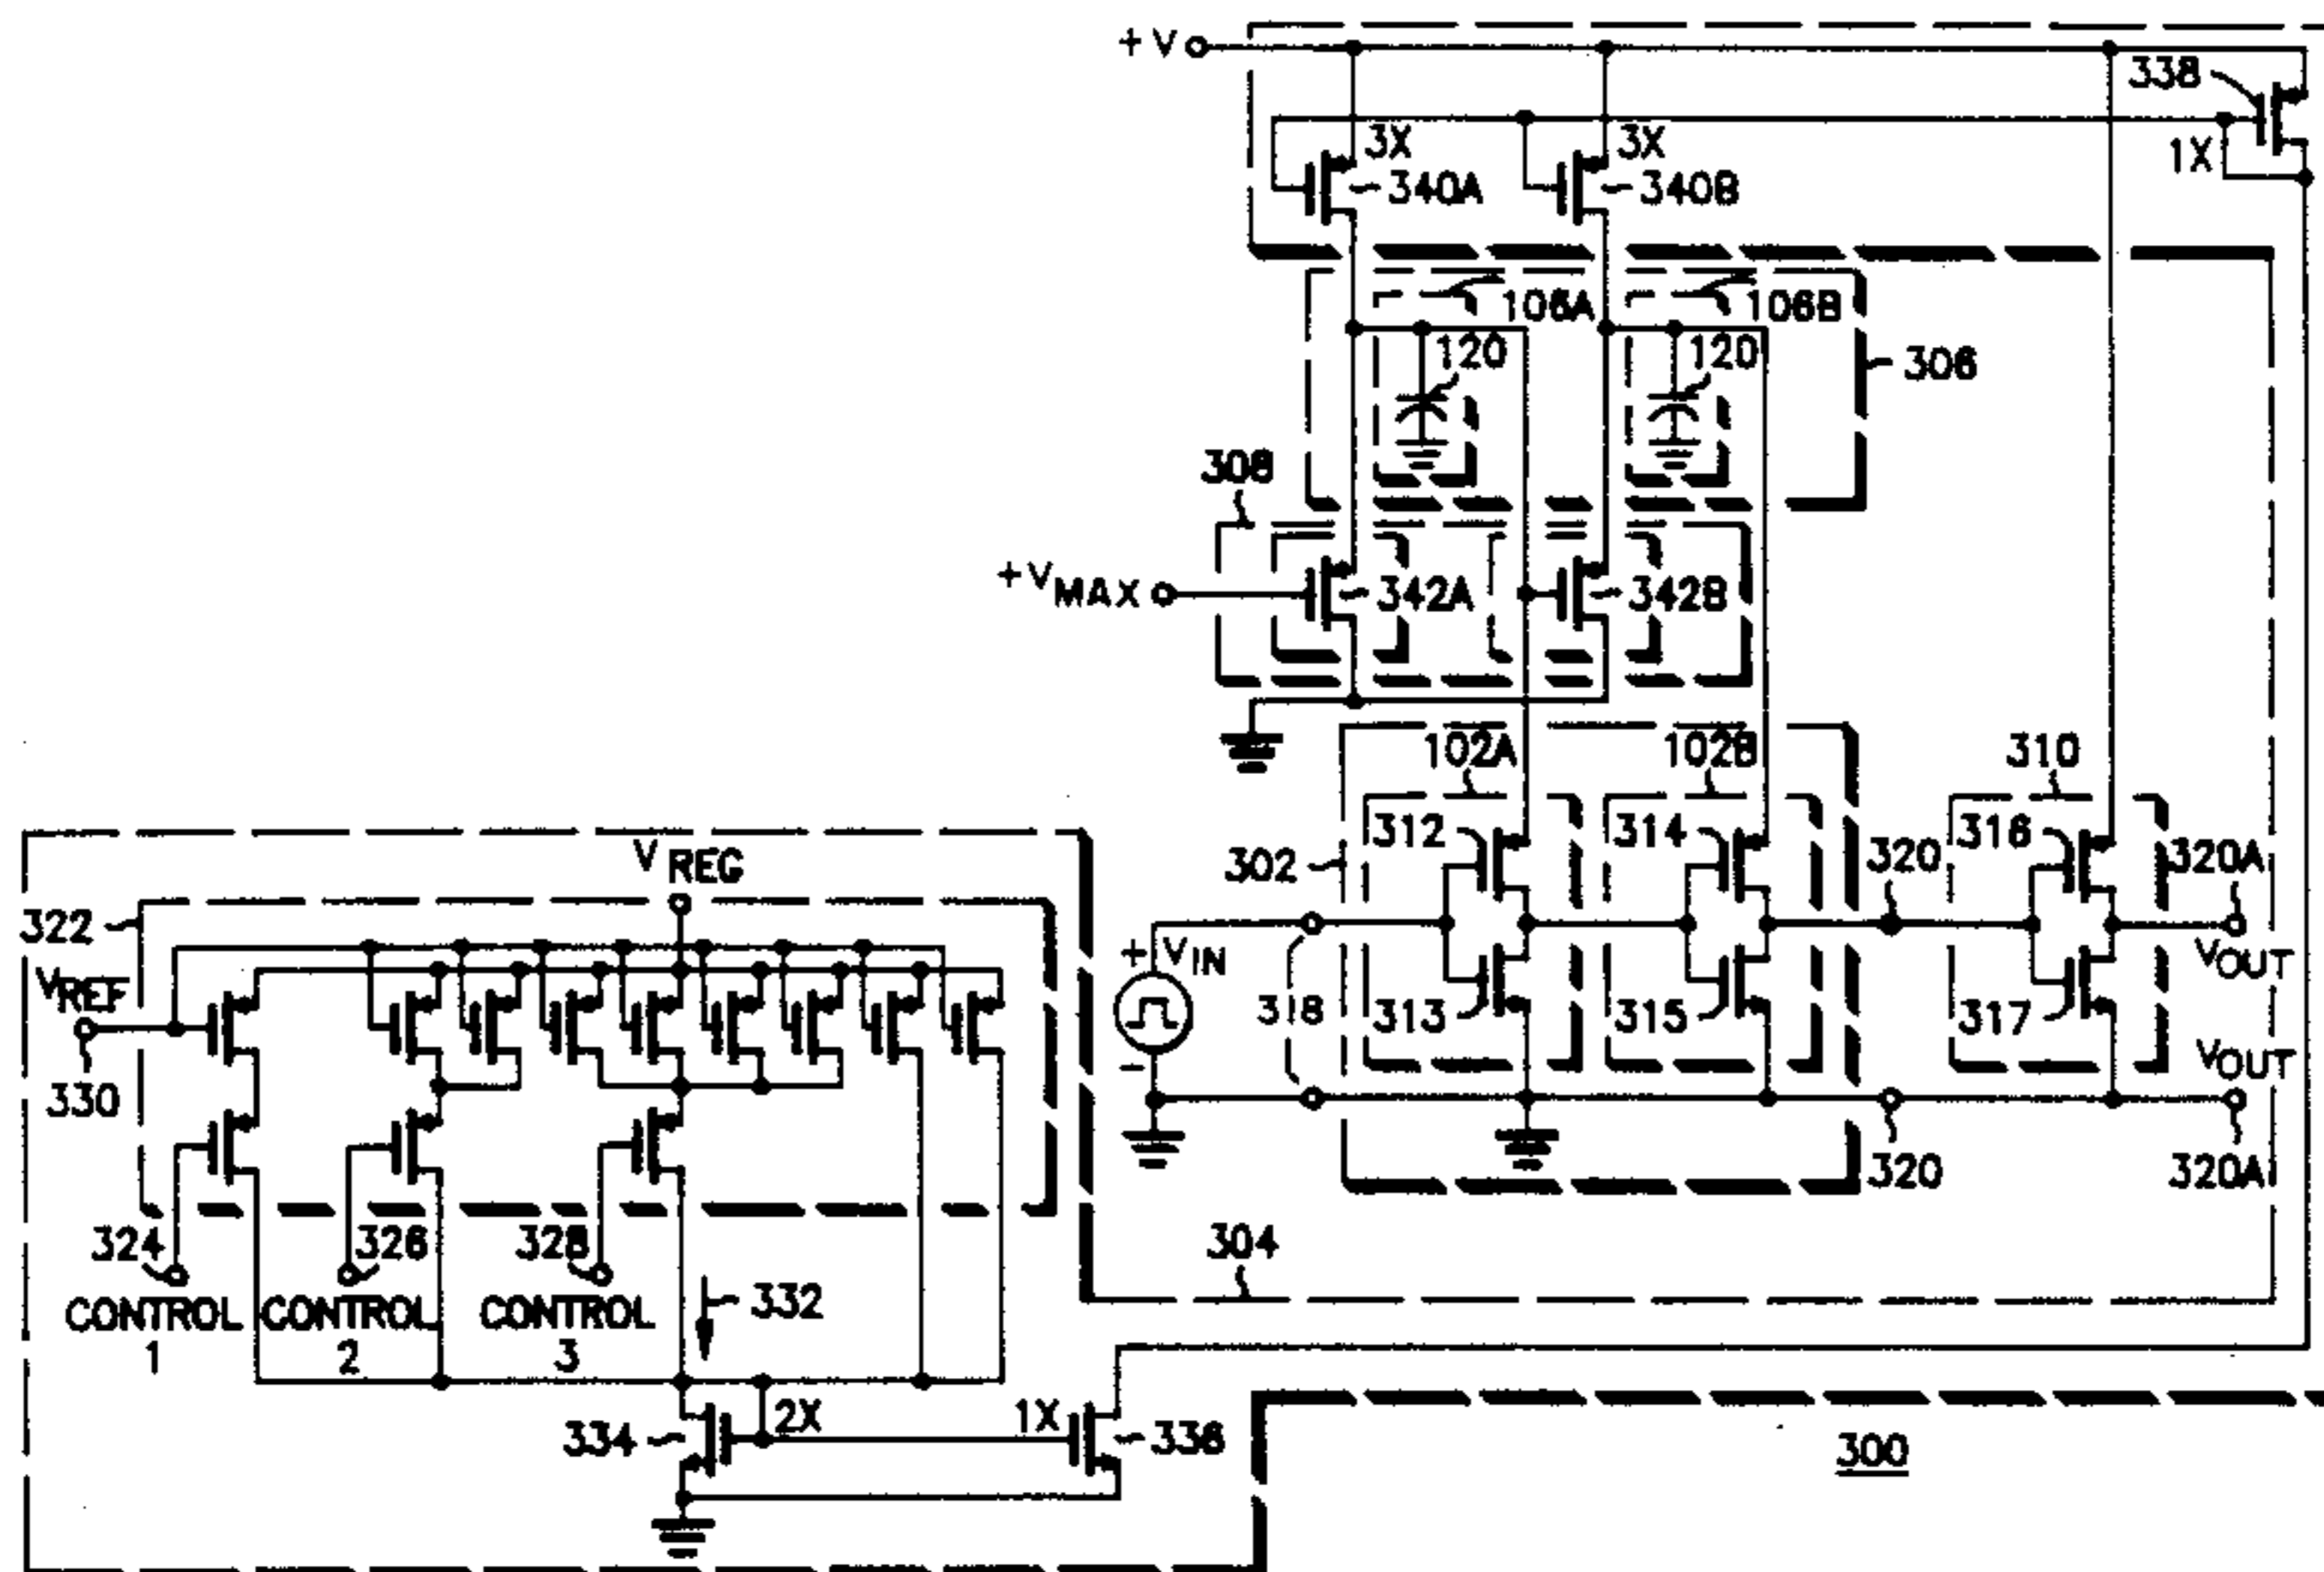 +V
338
3X
3X
1X
340A
340B
106A
106B
120
120
306
308
+VMAX
342A
342B
102A
102B
310
312
314
316
302
320
320A
VREG
322
VREF
+ VIN
318
313
315
317
VOUT
-
VOUT
330
320
320A
324
326
328
304
332
CONTROL 1
CONTROL 2
CONTROL 3
334
2X
1X
336
300